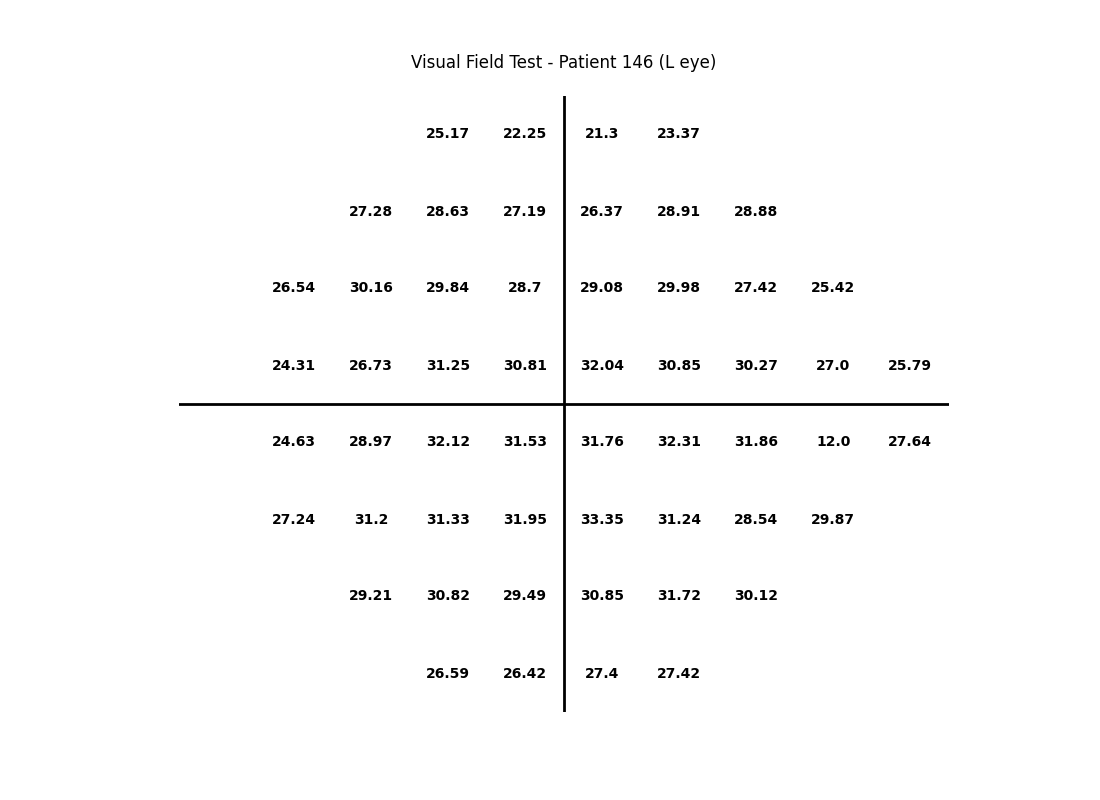 Visual Field Test - Patient 146 (L eye)
25.17 22.25 21.3 23.37
27.28 28.63 27.19 26.37 28.91 28.88
26.54 30.16 29.84 28.7 29.08 29.98 27.42 25.42
24.31 26.73 31.25 30.81 32.04 30.85 30.27 27.0 25.79
24.63 28.97 32.12 31.53 31.76 32.31 31.86 12.0 27.64
27.24 31.2 31.33 31.95 33.35 31.24 28.54 29.87
29.21 30.82 29.49 30.85 31.72 30.12
26.59 26.42 27.4 27.42